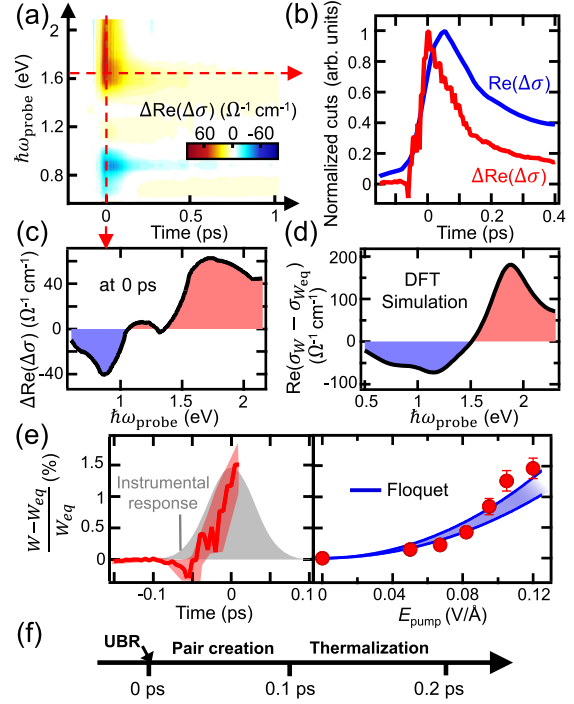 (a)
ħω_probe (eV)
2
1.6
1.2
0.8
ΔRe(Δσ) (Ω⁻¹ cm⁻¹)
60 0 -60
0 0.5 1
Time (ps)
(b)
Normalized cuts (arb. units)
1
0.8
0.6
0.4
0.2
0
Re(Δσ)
ΔRe(Δσ)
0 0.2 0.4
Time (ps)
(c)
ΔRe(Δσ) (Ω⁻¹ cm⁻¹)
40
0
-40
at 0 ps
1 1.5 2
ħω_probe (eV)
(d)
Re(σ_W − σ_W_eq)
(Ω⁻¹ cm⁻¹)
200
100
0
-100
DFT
Simulation
0.5 1 1.5 2
ħω_probe (eV)
(e)
W−W_eq
W_eq
(%)
1.5
1.0
0.5
0
Instrumental
response
-0.1 0
Time (ps)
Floquet
0 0.04 0.08 0.12
E_pump (V/Å)
(f)
UBR Pair creation Thermalization
0 ps 0.1 ps 0.2 ps